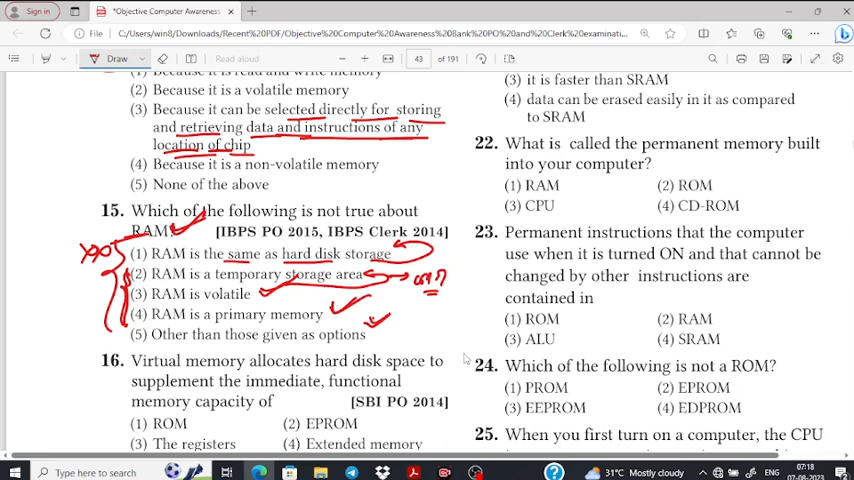 Sign in
*Objective Computer Awareness
File
C:/Users/win8/Downloads/Recent%20PDF/Objective%20Computer%20Awareness%20Bank%20PO%20and%20Clerk%20examinati...
Draw
Read aloud
43
of 191
(1) Because it is read and write memory
(2) Because it is a volatile memory
(3) Because it can be selected directly for storing
and retrieving data and instructions of any
location of chip
(4) Because it is a non-volatile memory
(5) None of the above
15. Which of the following is not true about
RAM? [IBPS PO 2015, IBPS Clerk 2014]
(1) RAM is the same as hard disk storage
(2) RAM is a temporary storage area
(3) RAM is volatile
(4) RAM is a primary memory
(5) Other than those given as options
16. Virtual memory allocates hard disk space to
supplement the immediate, functional
memory capacity of [SBI PO 2014]
(1) ROM (2) EPROM
(3) The registers (4) Extended memory
(3) it is faster than SRAM
(4) data can be erased easily in it as compared
to SRAM
22. What is called the permanent memory built
into your computer?
(1) RAM (2) ROM
(3) CPU (4) CD-ROM
23. Permanent instructions that the computer
use when it is turned ON and that cannot be
changed by other instructions are
contained in
(1) ROM (2) RAM
(3) ALU (4) SRAM
24. Which of the following is not a ROM?
(1) PROM (2) EPROM
(3) EEPROM (4) EDPROM
25. When you first turn on a computer, the CPU
Type here to search
31°C Mostly cloudy
ENG
07:18
07-08-2023